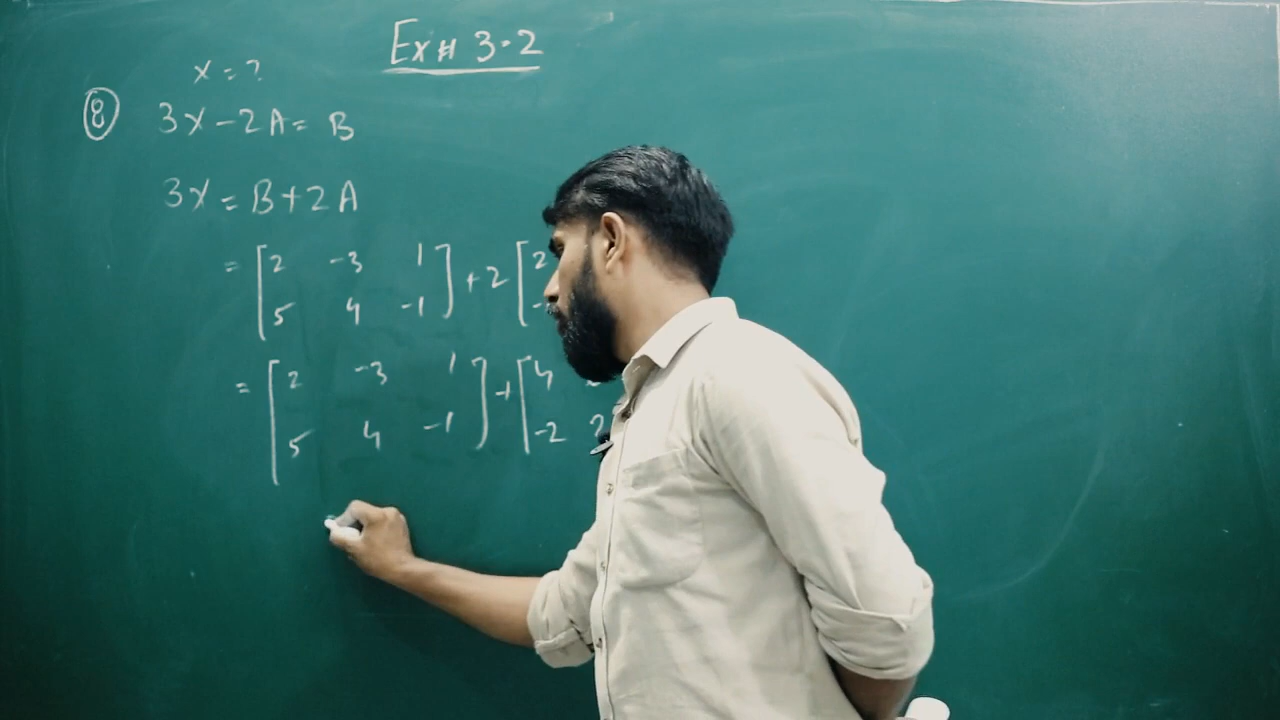 Ex# 3.2
x = ?
8 3x - 2A = B
3x = B + 2A
= [2 -3 1] + 2 [2
5 4 -1 -
= [2 -3 1] + [4
5 4 -1 -2 2